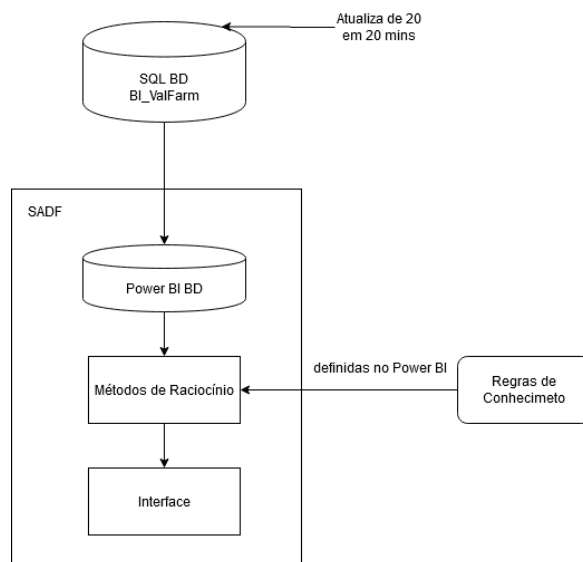 Atualiza de 20
em 20 mins
SQL BD
BI_ValFarm
SADF
Power BI BD
Métodos de Raciocínio
definidas no Power BI
Regras de
Conhecimeto
Interface